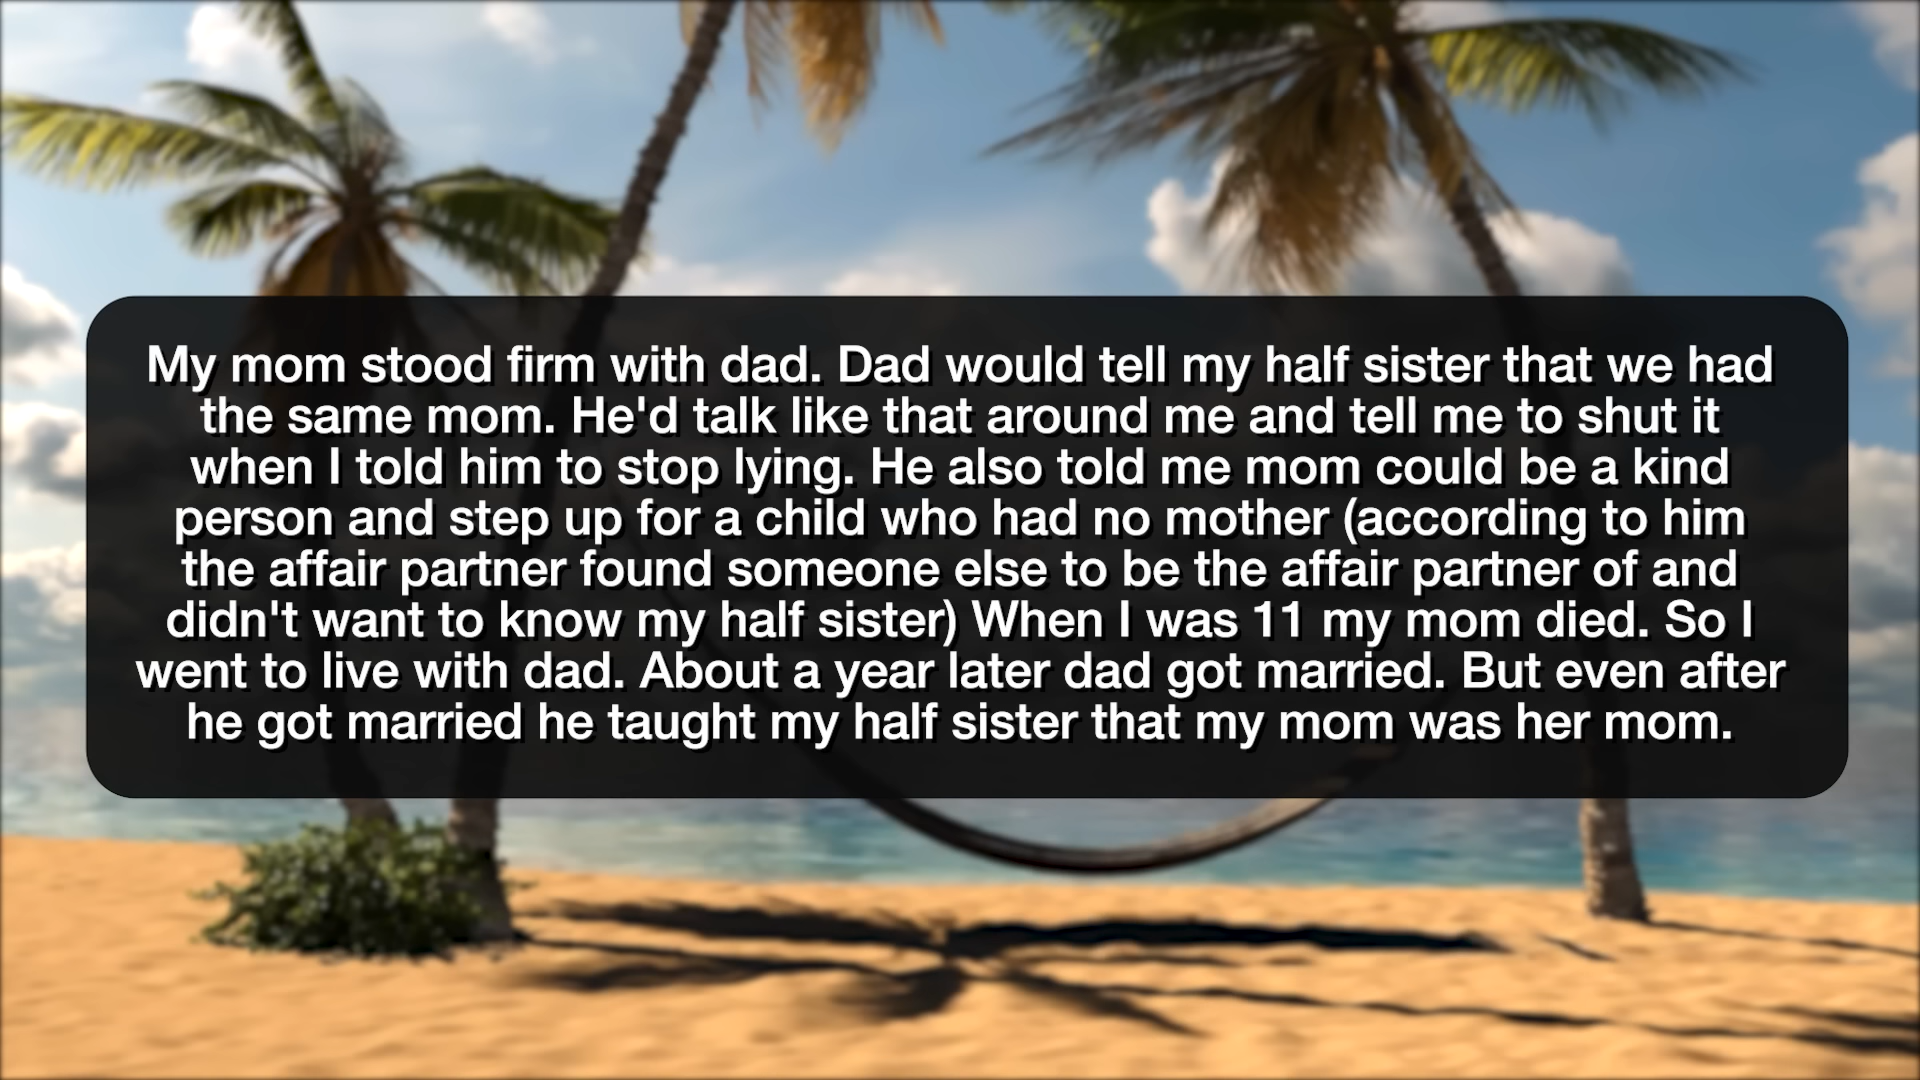 My mom stood firm with dad. Dad would tell my half sister that we had
the same mom. He'd talk like that around me and tell me to shut it
when I told him to stop lying. He also told me mom could be a kind
person and step up for a child who had no mother (according to him
the affair partner found someone else to be the affair partner of and
didn't want to know my half sister) When I was 11 my mom died. So I
went to live with dad. About a year later dad got married. But even after
he got married he taught my half sister that my mom was her mom.